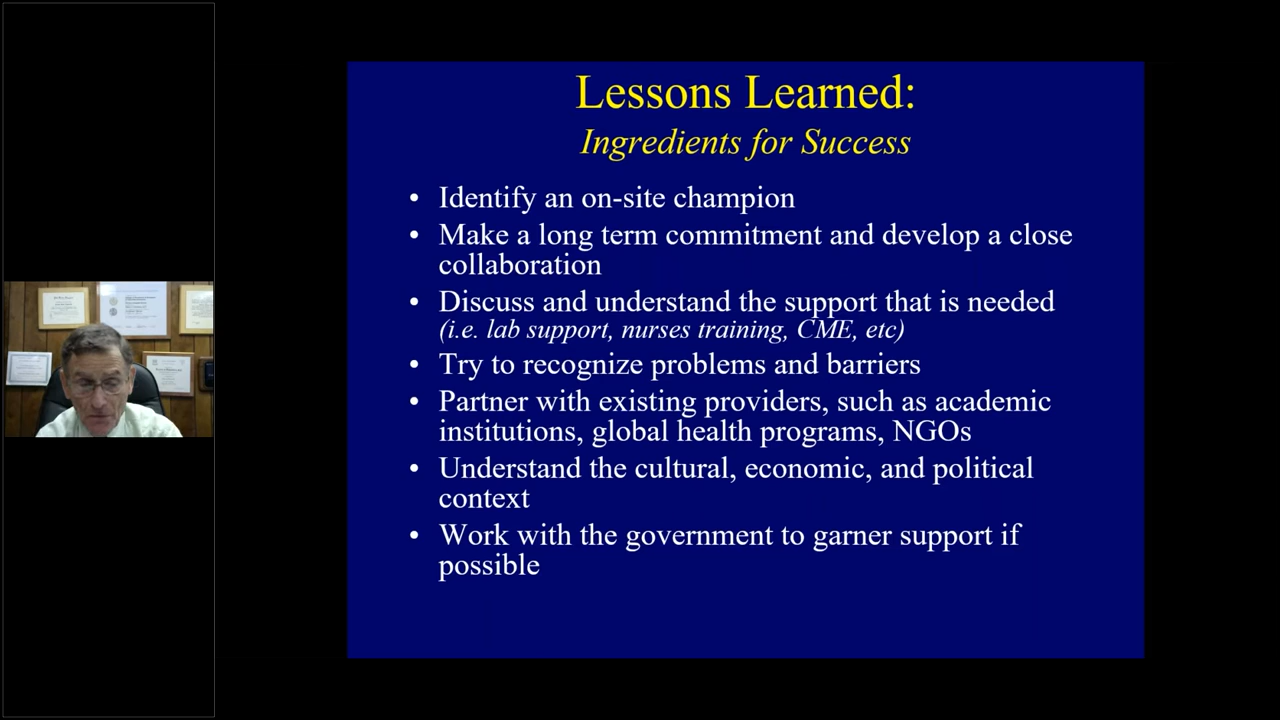 Lessons Learned:
Ingredients for Success
• Identify an on-site champion
• Make a long term commitment and develop a close
collaboration
• Discuss and understand the support that is needed
(i.e. lab support, nurses training, CME, etc)
• Try to recognize problems and barriers
• Partner with existing providers, such as academic
institutions, global health programs, NGOs
• Understand the cultural, economic, and political
context
• Work with the government to garner support if
possible